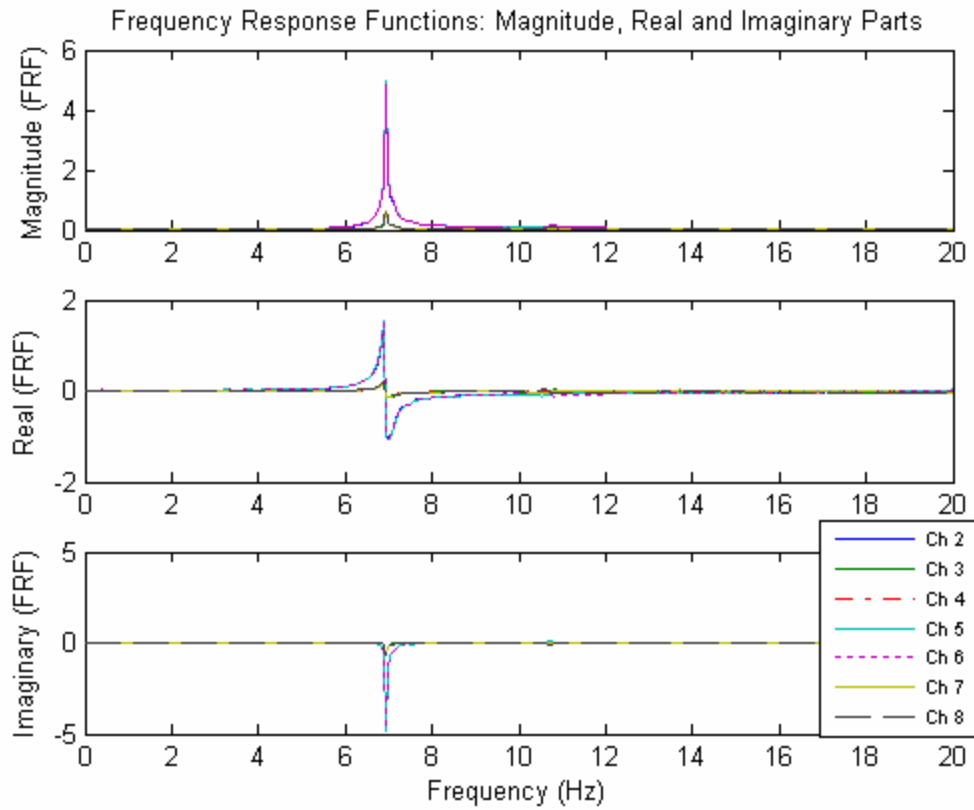 Frequency Response Functions: Magnitude, Real and Imaginary Parts
6
4
2
0
Magnitude (FRF)
0 2 4 6 8 10 12 14 16 18 20
2
0
-2
Real (FRF)
0 2 4 6 8 10 12 14 16 18 20
5
0
-5
Imaginary (FRF)
Ch 2
Ch 3
Ch 4
Ch 5
Ch 6
Ch 7
Ch 8
0 2 4 6 8 10 12 14 16 18 20
Frequency (Hz)